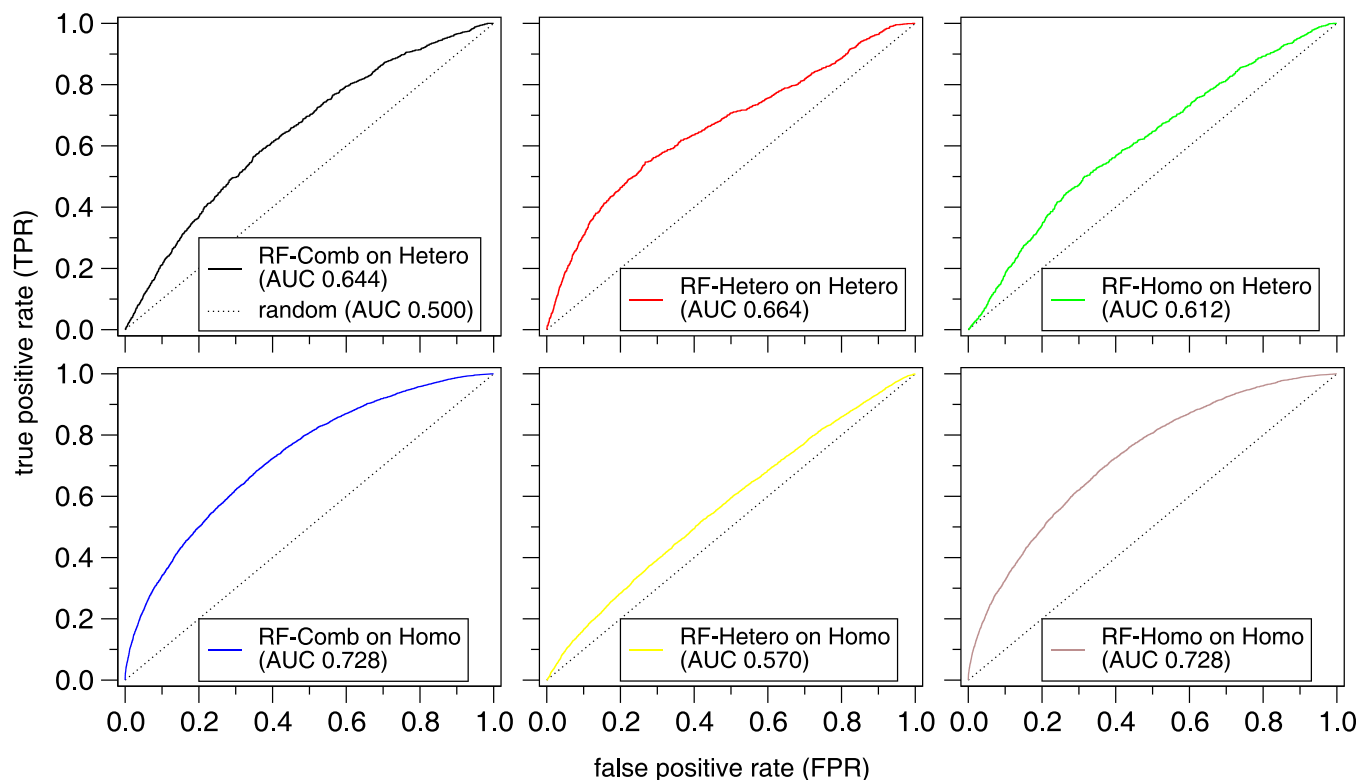 true positive rate (TPR)
1.0
0.8
0.6
0.4
0.2
0.0
RF-Comb on Hetero
(AUC 0.644)
random (AUC 0.500)
RF-Hetero on Hetero
(AUC 0.664)
RF-Homo on Hetero
(AUC 0.612)
1.0
0.8
0.6
0.4
0.2
0.0
RF-Comb on Homo
(AUC 0.728)
RF-Hetero on Homo
(AUC 0.570)
RF-Homo on Homo
(AUC 0.728)
0.0 0.2 0.4 0.6 0.8 1.0
0.0 0.2 0.4 0.6 0.8 1.0
0.0 0.2 0.4 0.6 0.8 1.0
false positive rate (FPR)